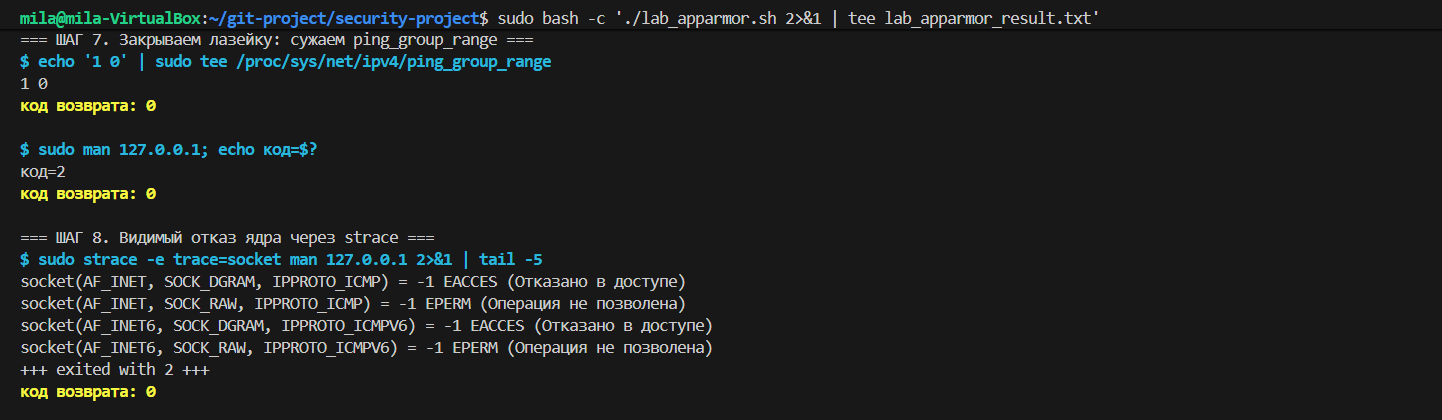 mila@mila-VirtualBox:~/git-project/security-project$ sudo bash -c './lab_apparmor.sh 2>&1 | tee lab_apparmor_result.txt'
=== ШАГ 7. Закрываем лазейку: сужаем ping_group_range ===
$ echo '1 0' | sudo tee /proc/sys/net/ipv4/ping_group_range
1 0
код возврата: 0
$ sudo man 127.0.0.1; echo код=$?
код=2
код возврата: 0
=== ШАГ 8. Видимый отказ ядра через strace ===
$ sudo strace -e trace=socket man 127.0.0.1 2>&1 | tail -5
socket(AF_INET, SOCK_DGRAM, IPPROTO_ICMP) = -1 EACCES (Отказано в доступе)
socket(AF_INET, SOCK_RAW, IPPROTO_ICMP) = -1 EPERM (Операция не позволена)
socket(AF_INET6, SOCK_DGRAM, IPPROTO_ICMPV6) = -1 EACCES (Отказано в доступе)
socket(AF_INET6, SOCK_RAW, IPPROTO_ICMPV6) = -1 EPERM (Операция не позволена)
+++ exited with 2 +++
код возврата: 0